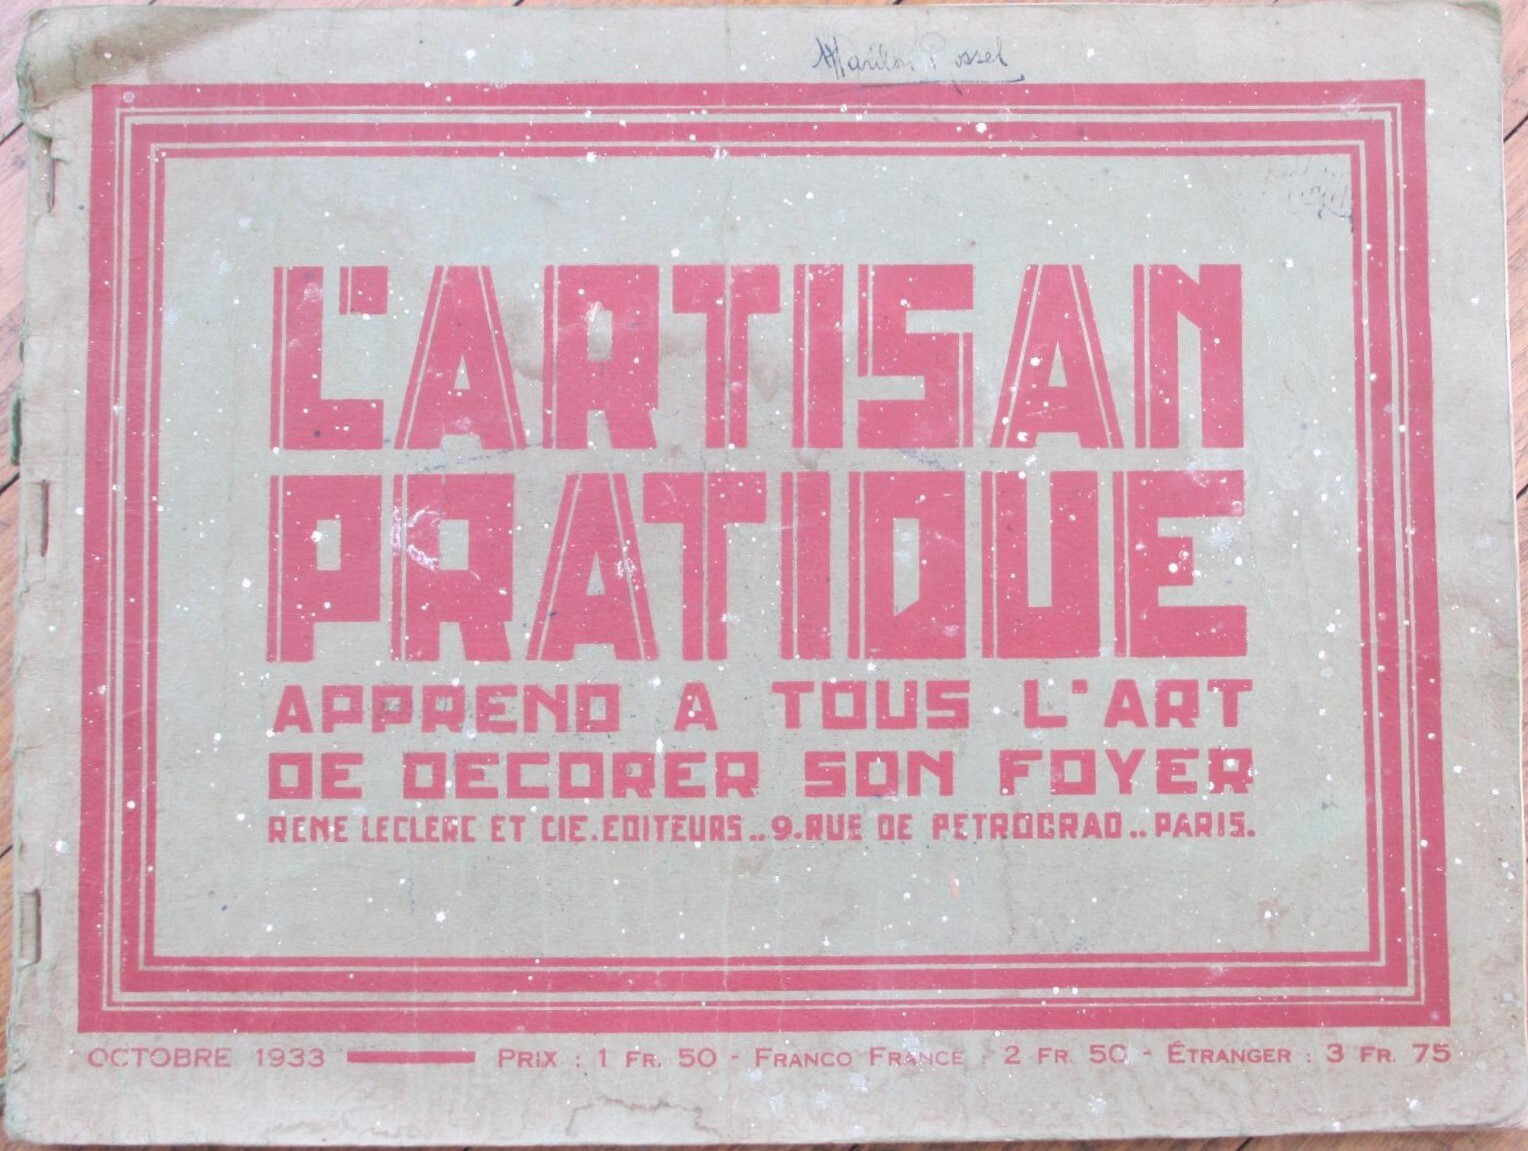 L'ARTISAN
PRATIQUE
APPREND A TOUS L'ART
DE DECORER SON FOYER
RENE LECLERC ET CIE. EDITEURS .. 9. RUE DE PETROGRAD .. PARIS.
OCTOBRE 1933 PRIX : 1 FR. 50 - FRANCO FRANCE : 2 FR. 50 - ÉTRANGER : 3 FR. 75